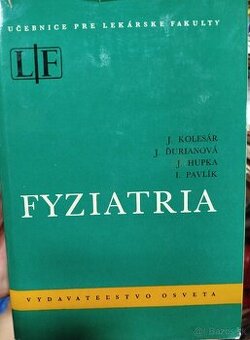 UČEBNICE PRE LEKÁRSKE FAKULTY
LF
J. KOLESÁR
J. ĎURIANOVÁ
J. HUPKA
I. PAVLÍK
FYZIATRIA
VYDAVATEĽSTVO OSVETA